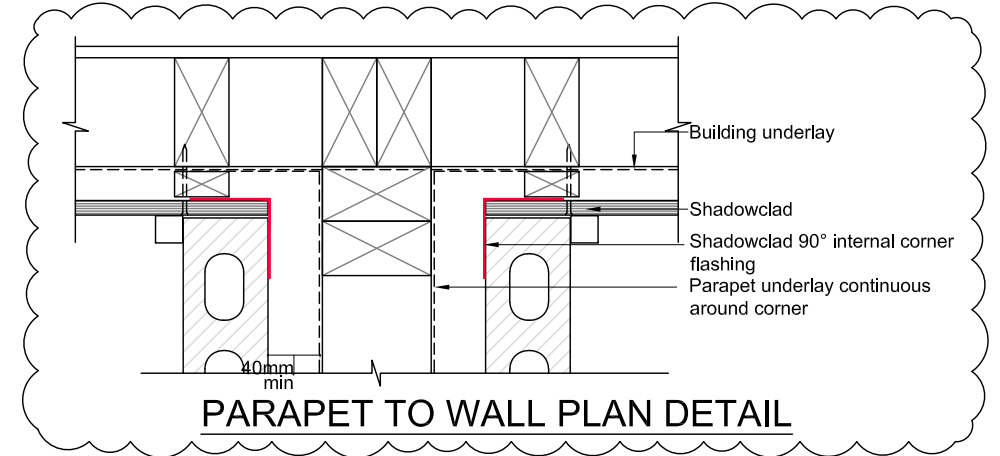 Building underlay
Shadowclad
Shadowclad 90° internal corner
flashing
Parapet underlay continuous
around corner
40mm
min
PARAPET TO WALL PLAN DETAIL